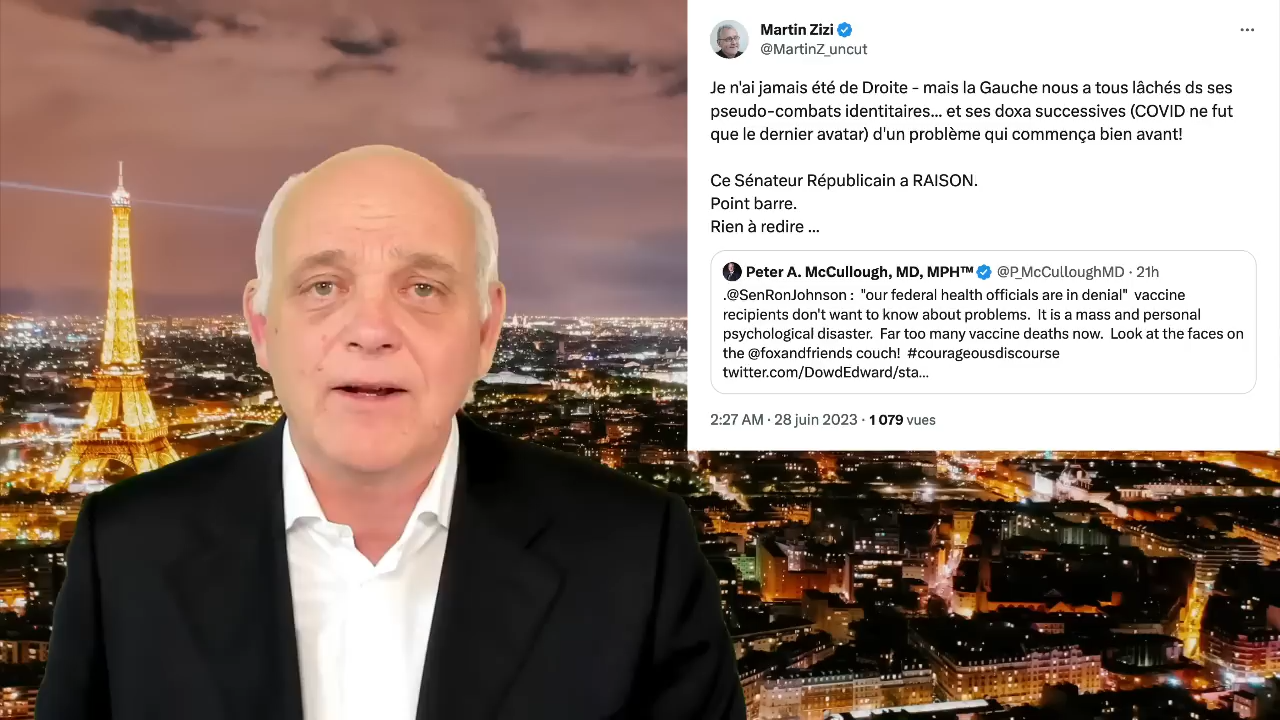 Martin Zizi
@MartinZ_uncut
Je n'ai jamais été de Droite - mais la Gauche nous a tous lâchés ds ses
pseudo-combats identitaires... et ses doxa successives (COVID ne fut
que le dernier avatar) d'un problème qui commença bien avant!
Ce Sénateur Républicain a RAISON.
Point barre.
Rien à redire ...
Peter A. McCullough, MD, MPH™ @P_McCulloughMD · 21h
.@SenRonJohnson : "our federal health officials are in denial" vaccine
recipients don't want to know about problems. It is a mass and personal
psychological disaster. Far too many vaccine deaths now. Look at the faces on
the @foxandfriends couch! #courageousdiscourse
twitter.com/DowdEdward/sta...
2:27 AM · 28 juin 2023 · 1 079 vues